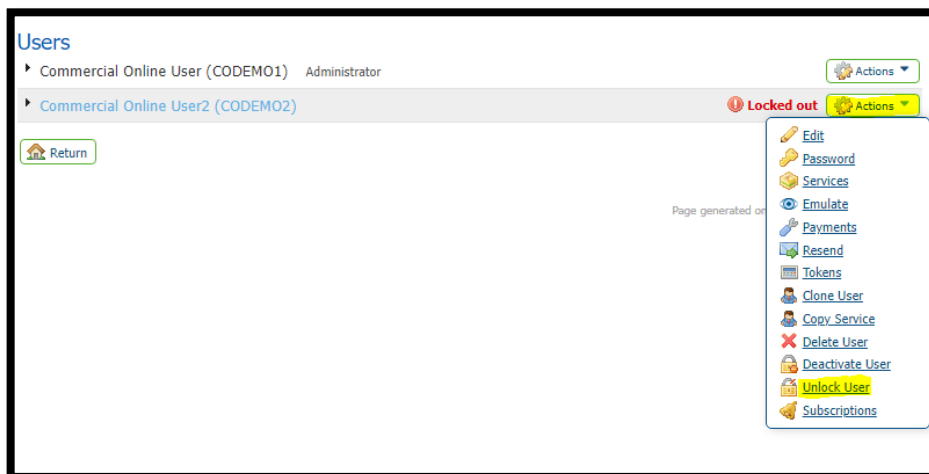 Users
Commercial Online User (CODEMO1) Administrator Actions
Commercial Online User2 (CODEMO2) Locked out Actions
Return
Edit
Password
Services
Emulate
Page generated on
Payments
Resend
Tokens
Clone User
Copy Service
Delete User
Deactivate User
Unlock User
Subscriptions